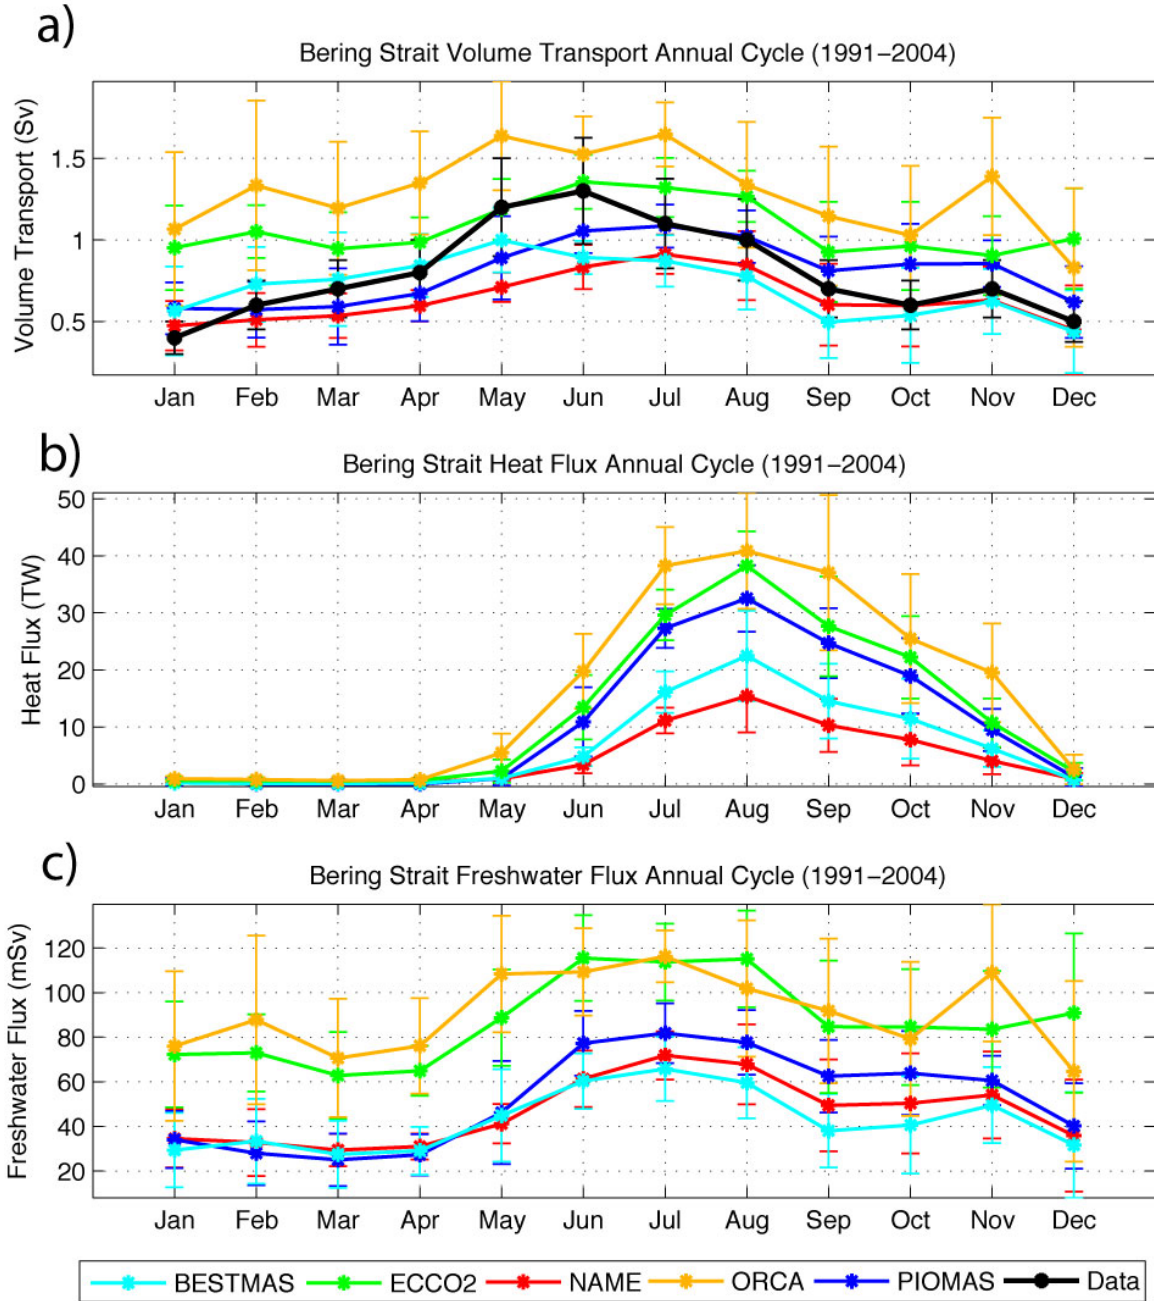 a)
Bering Strait Volume Transport Annual Cycle (1991−2004)
Volume Transport (Sv)
1.5
1
0.5
Jan Feb Mar Apr May Jun Jul Aug Sep Oct Nov Dec
b)
Bering Strait Heat Flux Annual Cycle (1991−2004)
Heat Flux (TW)
50
40
30
20
10
0
Jan Feb Mar Apr May Jun Jul Aug Sep Oct Nov Dec
c)
Bering Strait Freshwater Flux Annual Cycle (1991−2004)
Freshwater Flux (mSv)
120
100
80
60
40
20
Jan Feb Mar Apr May Jun Jul Aug Sep Oct Nov Dec
BESTMAS ECCO2 NAME ORCA PIOMAS Data